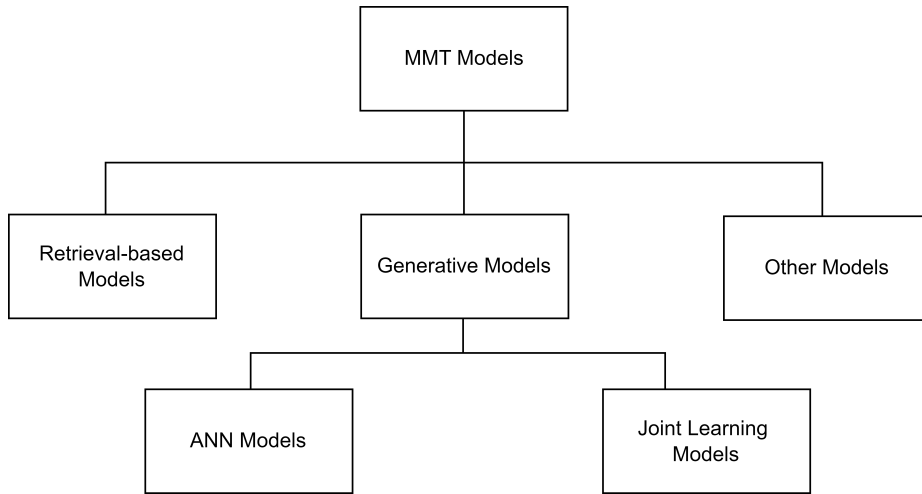 MMT Models
Retrieval-based
Models
Generative Models
Other Models
ANN Models
Joint Learning
Models